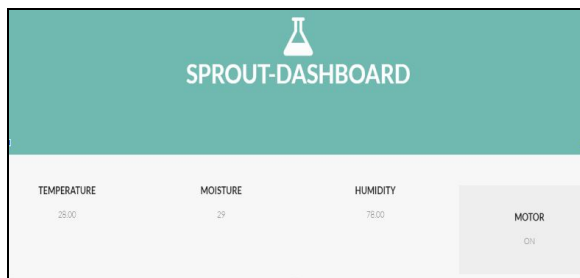 SPROUT-DASHBOARD
TEMPERATURE
28.00
MOISTURE
29
HUMIDITY
78.00
MOTOR
ON